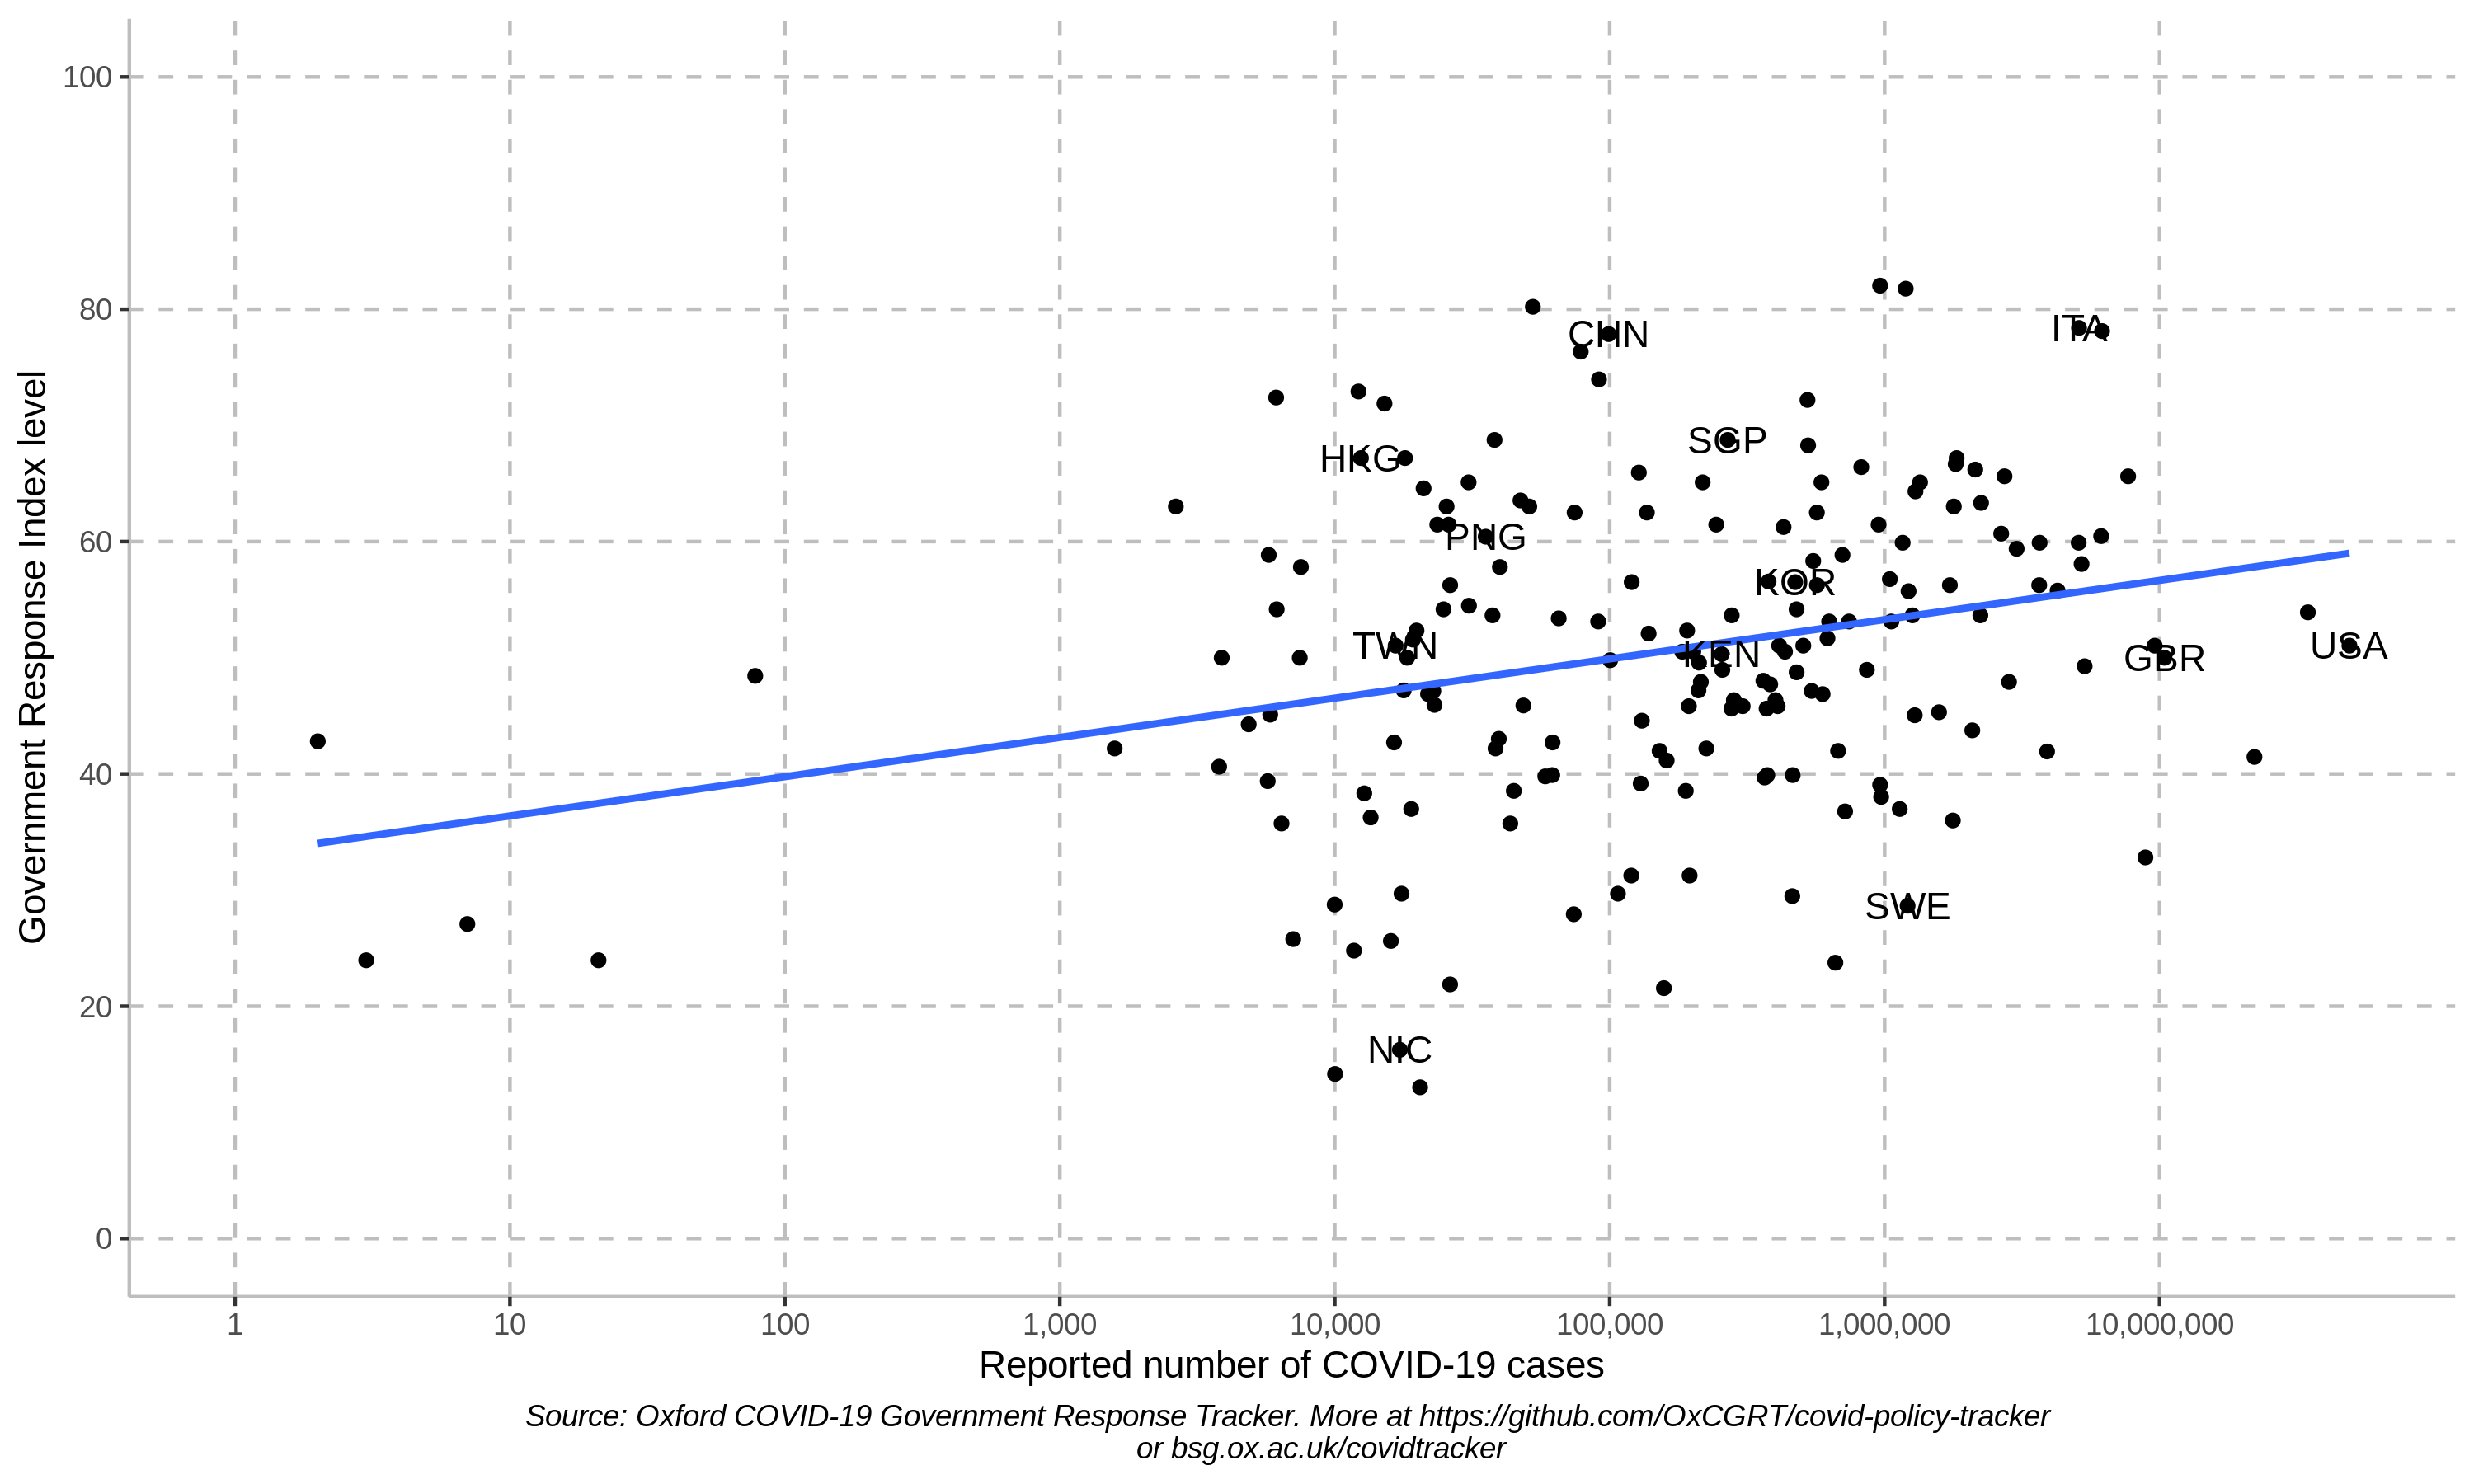 Government Response Index level
100
80
60
40
20
0
CHN
ITA
SGP
HKG
PNG
KOR
TWN
KEN
GBR
USA
SWE
NIC
1
10
100
1,000
10,000
100,000
1,000,000
10,000,000
Reported number of COVID-19 cases
Source: Oxford COVID-19 Government Response Tracker. More at https://github.com/OxCGRT/covid-policy-tracker
or bsg.ox.ac.uk/covidtracker